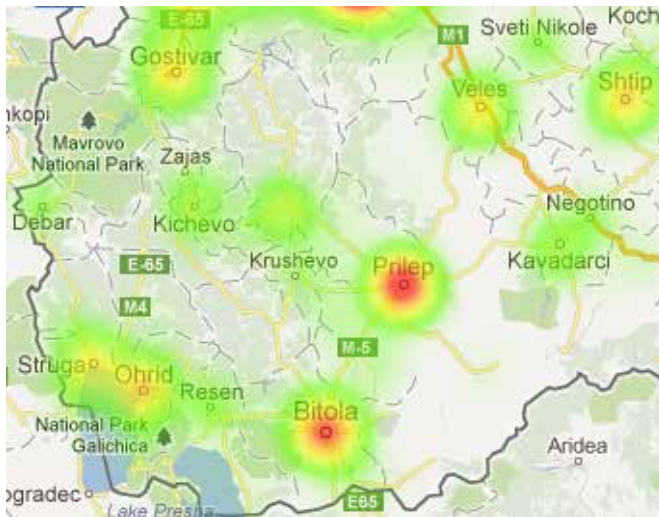 E-65
Gostivar
M1
Sveti Nikole
Koch
Veles
Shtip
nkopi
Mavrovo
National Park
Zajas
Debar
Kichevo
Negotino
E-65
Krushevo
Prilep
Kavadarci
M4
M-5
Struga
Ohrid
Resen
Bitola
National Park
Galichica
Aridea
ogradec
Lake Prespa
E65